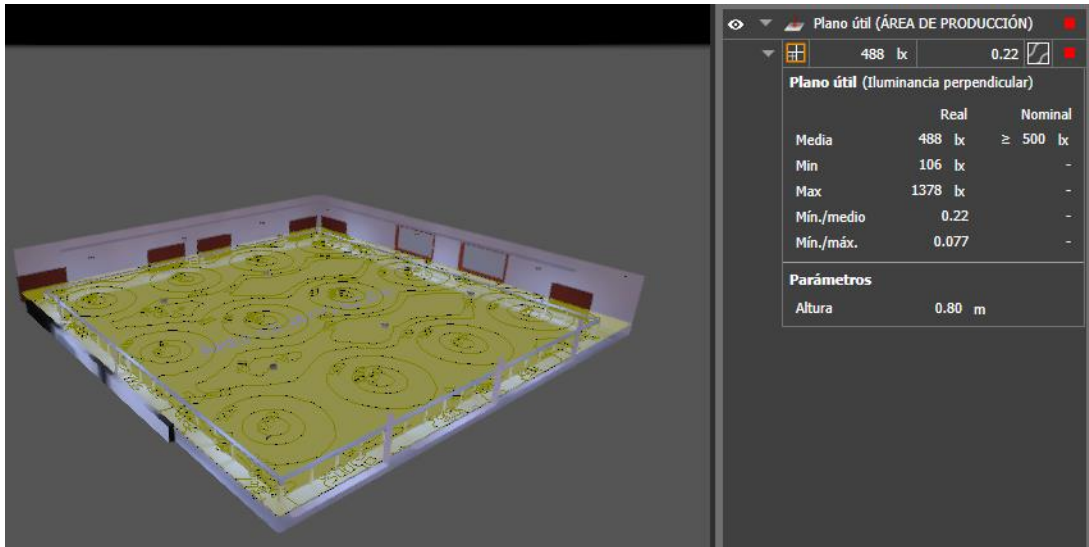 Plano útil (ÁREA DE PRODUCCIÓN)
488 lx 0.22
Plano útil (Iluminancia perpendicular)
Real Nominal
Media 488 lx ≥ 500 lx
Min 106 lx -
Max 1378 lx -
Mín./medio 0.22 -
Mín./máx. 0.077 -
Parámetros
Altura 0.80 m